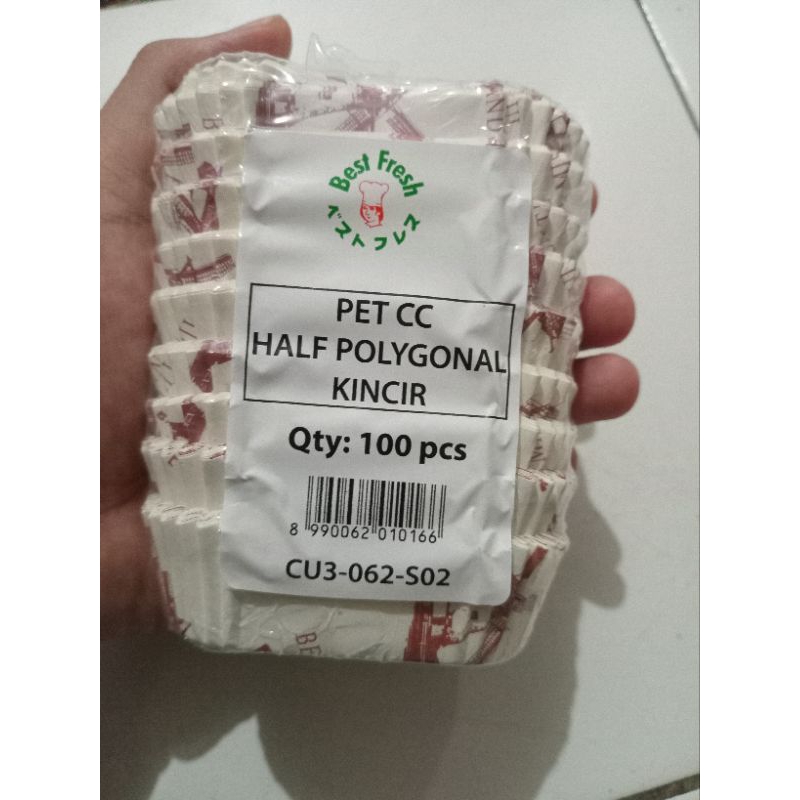 Best Fresh
ベスト フレス
PET CC
HALF POLYGONAL
KINCIR
Qty: 100 pcs
8 990062 010166
CU3-062-S02